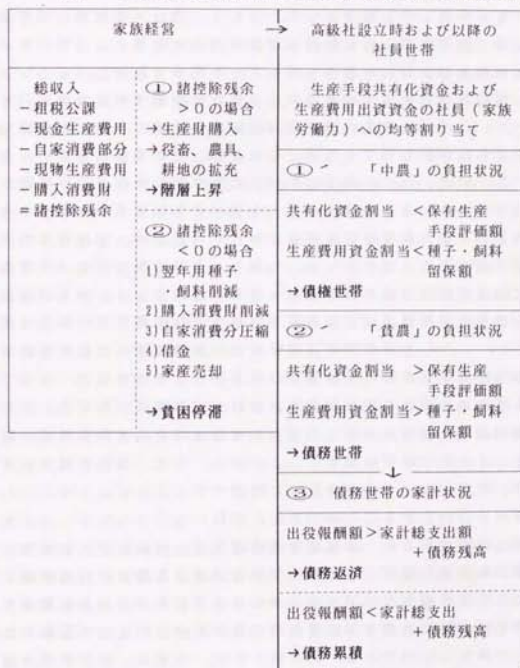 家族経営
→
高級社設立時および以降の
社員世帯
総収入
－租税公課
－現金生産費用
－自家消費部分
－現物生産費用
－購入消費財
＝諸控除残余
① 諸控除残余
＞０の場合
→生産財購入
→役畜、農具、
耕地の拡充
→階層上昇
② 諸控除残余
＜０の場合
1)翌年用種子
・飼料削減
2)購入消費財削減
3)自家消費分圧縮
4)借金
5)家産売却
→貧困停滞
生産手段共有化資金および
生産費用出資資金の社員（家族
労働力）への均等割り当て
①´ 「中農」の負担状況
共有化資金割当 ＜保有生産
手段評価額
生産費用資金割当＜種子・飼料
留保額
→債権世帯
②´ 「貧農」の負担状況
共有化資金割当 ＞保有生産
手段評価額
生産費用資金割当＞種子・飼料
留保額
→債務世帯
↓
③ 債務世帯の家計状況
出役報酬額＞家計総支出額
＋債務残高
→債務返済
出役報酬額＜家計総支出
＋債務残高
→債務累積